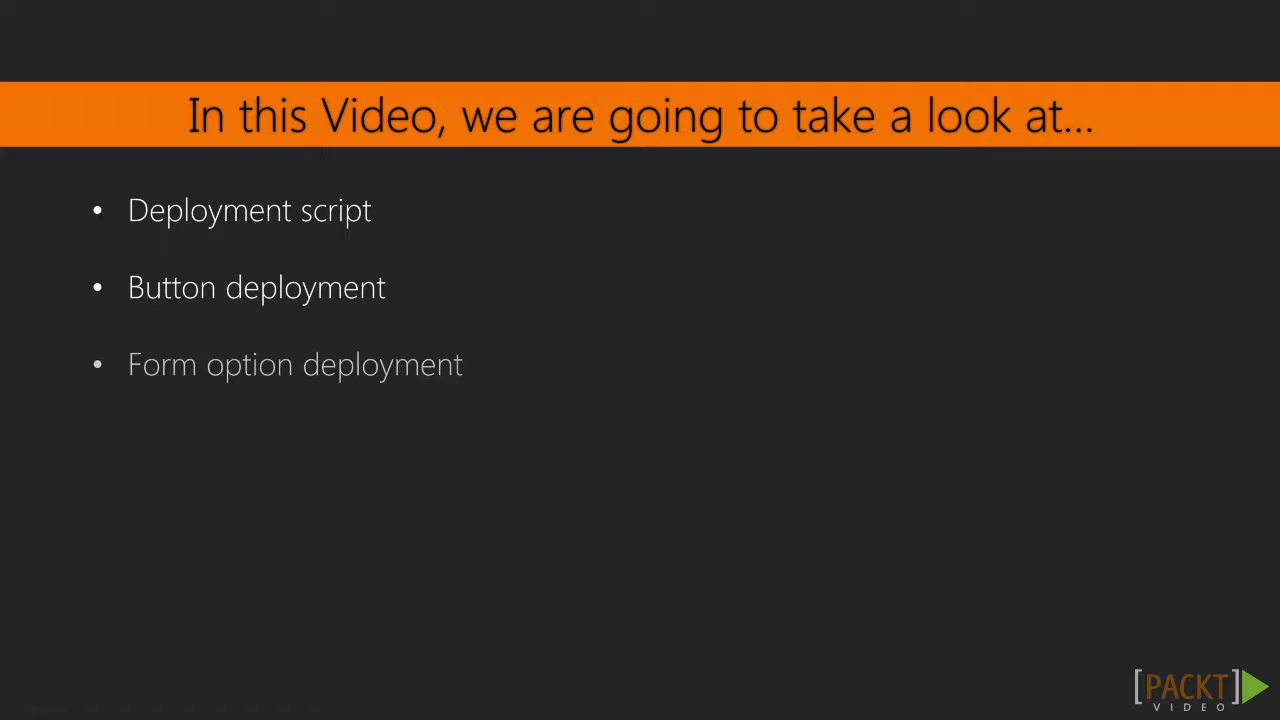 In this Video, we are going to take a look at...
• Deployment script
• Button deployment
• Form option deployment
[PACKT]
VIDEO